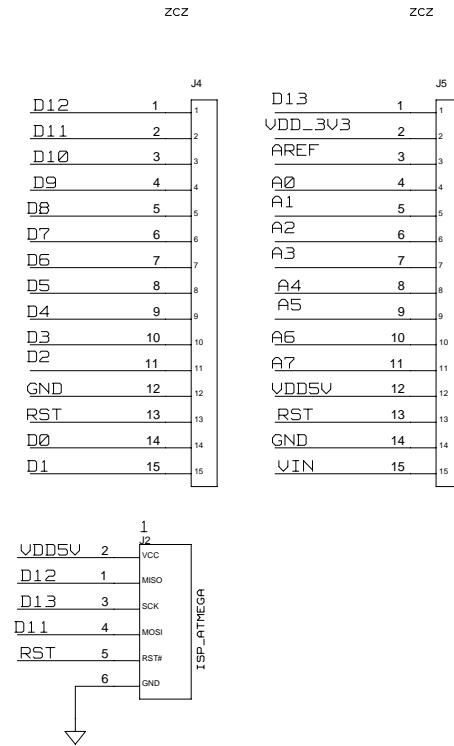 zcz zcz
J4
D12 1 1
D11 2 2
D10 3 3
D9 4 4
D8 5 5
D7 6 6
D6 7 7
D5 8 8
D4 9 9
D3 10 10
D2 11 11
GND 12 12
RST 13 13
D0 14 14
D1 15 15
J5
D13 1 1
VDD_3V3 2 2
AREF 3 3
A0 4 4
A1 5 5
A2 6 6
A3 7 7
A4 8 8
A5 9 9
A6 10 10
A7 11 11
VDD5V 12 12
RST 13 13
GND 14 14
VIN 15 15
1
J2
VDD5V 2 VCC
D12 1 MISO
D13 3 SCK
D11 4 MOSI
RST 5 RST#
6 GND
ISP_ATMEGA